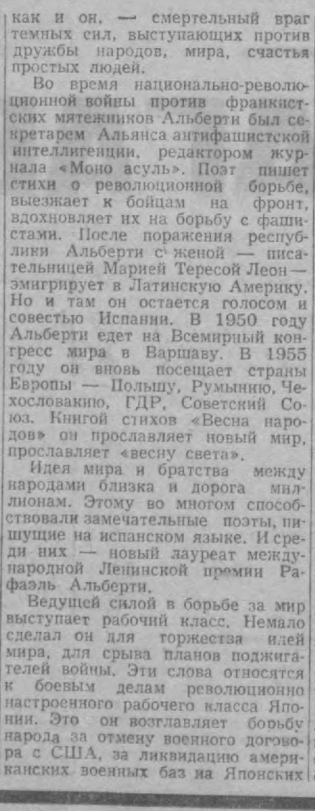 как и он, — смертельный враг
темных сил, выступающих против
дружбы народов, мира, счастья
простых людей.
Во время национально-револю-
ционной войны против франкист-
ских мятежников Альберти был се-
кретарем Альянса антифашистской
интеллигенции, редактором жур-
нала «Моно асуль». Поэт пишет
стихи о революционной борьбе,
выезжает к бойцам на фронт,
вдохновляет их на борьбу с фаши-
стами. После поражения респуб-
лики Альберти с женой — писа-
тельницей Марией Тересой Леон —
эмигрирует в Латинскую Америку.
Но и там он остается голосом и
совестью Испании. В 1950 году
Альберти едет на Всемирный кон-
гресс мира в Варшаву. В 1955
году он вновь посещает страны
Европы — Польшу, Румынию, Че-
хословакию, ГДР, Советский Со-
юз. Книгой стихов «Весна наро-
дов» он прославляет новый мир,
прославляет «весну света».
Идея мира и братства между
народами близка и дорога мил-
лионам. Этому во многом способ-
ствовали замечательные поэты, пи-
шущие на испанском языке. И сре-
ди них — новый лауреат между-
народной Ленинской премии Ра-
фаэль Альберти.
Ведущей силой в борьбе за мир
выступает рабочий класс. Немало
сделал он для торжества идей
мира, для срыва планов поджига-
телей войны. Эти слова относятся
к боевым делам революционно
настроенного рабочего класса Япо-
нии. Это он возглавляет борьбу
народа за отмену военного догово-
ра с США, за ликвидацию амери-
канских военных баз на Японских